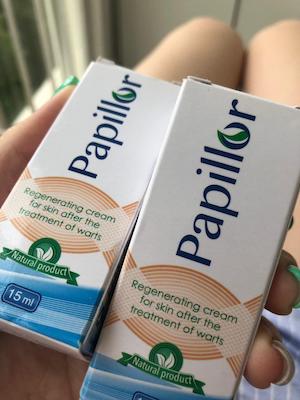 Papillor
Regenerating cream
for skin after the
treatment of warts
Natural product
15 ml
Papillor
Regenerating cream
for skin after the
treatment of warts
Natural product